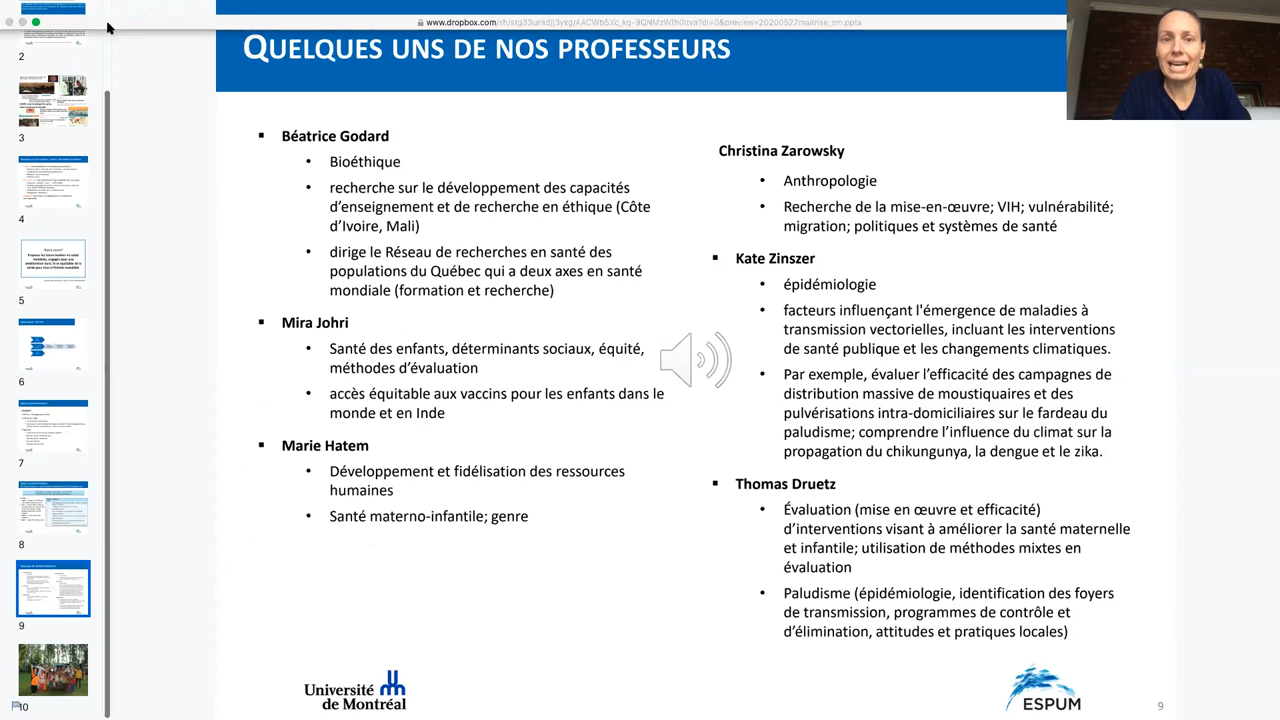 www.dropbox.com
QUELQUES UNS DE NOS PROFESSEURS
2
3
4
5
6
7
8
9
10
▪ Béatrice Godard
• Bioéthique
• recherche sur le développement des capacités
d'enseignement et de recherche en éthique (Côte
d'Ivoire, Mali)
• dirige le Réseau de recherches en santé des
populations du Québec qui a deux axes en santé
mondiale (formation et recherche)
▪ Mira Johri
• Santé des enfants, déterminants sociaux, équité,
méthodes d'évaluation
• accès équitable aux vaccins pour les enfants dans le
monde et en Inde
▪ Marie Hatem
• Développement et fidélisation des ressources
humaines
• Santé materno-infantile; genre
Christina Zarowsky
• Anthropologie
• Recherche de la mise-en-œuvre; VIH; vulnérabilité;
migration; politiques et systèmes de santé
▪ Kate Zinszer
• épidémiologie
• facteurs influençant l'émergence de maladies à
transmission vectorielles, incluant les interventions
de santé publique et les changements climatiques.
• Par exemple, évaluer l'efficacité des campagnes de
distribution massive de moustiquaires et des
pulvérisations intra-domiciliaires sur le fardeau du
paludisme; comprendre l'influence du climat sur la
propagation du chikungunya, la dengue et le zika.
▪ Thomas Druetz
• Évaluation (mise en œuvre et efficacité)
d'interventions visant à améliorer la santé maternelle
et infantile; utilisation de méthodes mixtes en
évaluation
• Paludisme (épidémiologie, identification des foyers
de transmission, programmes de contrôle et
d'élimination, attitudes et pratiques locales)
Université
de Montréal
ESPUM
9